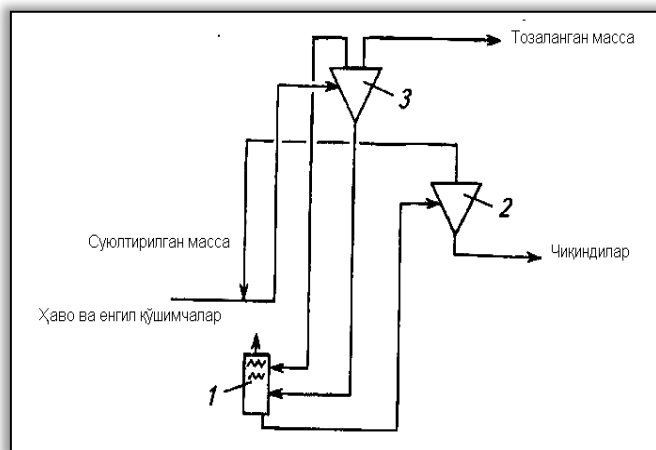 Тозаланган масса
3
2
Суюлтирилган масса
Чиқиндилар
Ҳаво ва енгил қўшимчалар
1